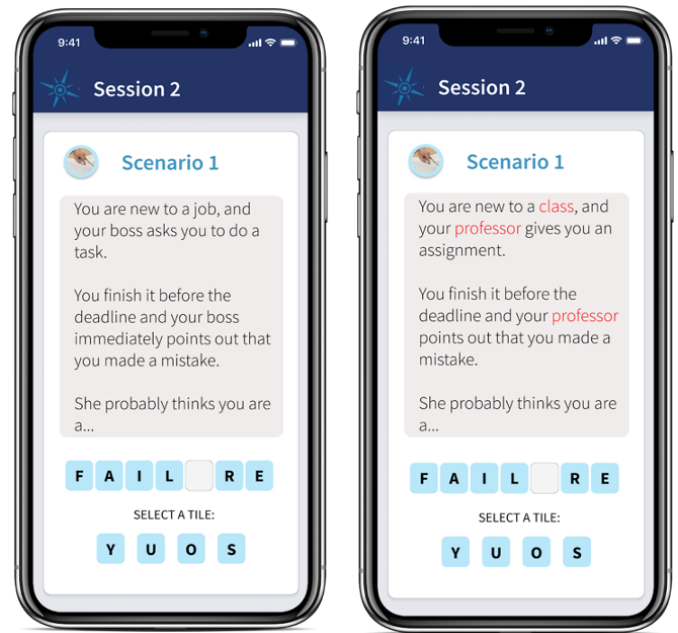 9:41
Session 2
Scenario 1
You are new to a job, and
your boss asks you to do a
task.
You finish it before the
deadline and your boss
immediately points out that
you made a mistake.
She probably thinks you are
a...
F A I L R E
SELECT A TILE:
Y U O S
9:41
Session 2
Scenario 1
You are new to a class, and
your professor gives you an
assignment.
You finish it before the
deadline and your professor
points out that you made a
mistake.
She probably thinks you are
a...
F A I L R E
SELECT A TILE:
Y U O S